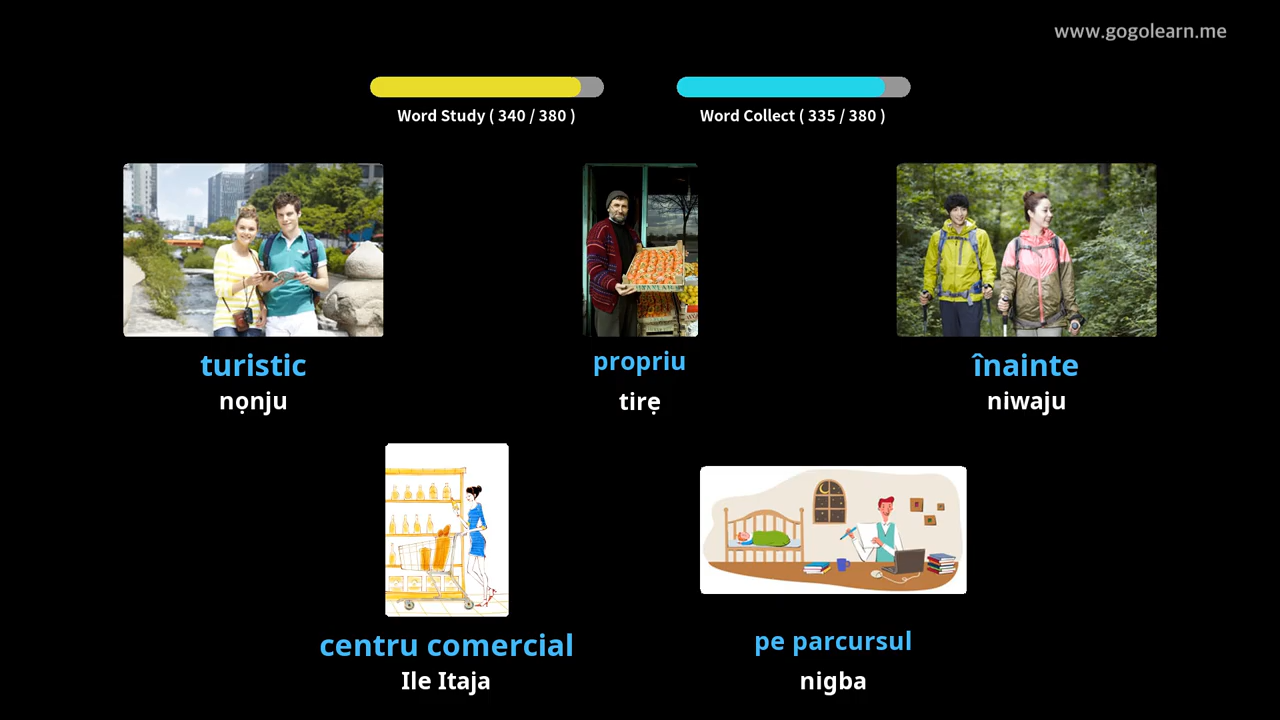 www.gogolearn.me
Word Study ( 340 / 380 )
Word Collect ( 335 / 380 )
turistic
nọnju
propriu
tirẹ
înainte
niwaju
centru comercial
Ile Itaja
pe parcursul
nigba